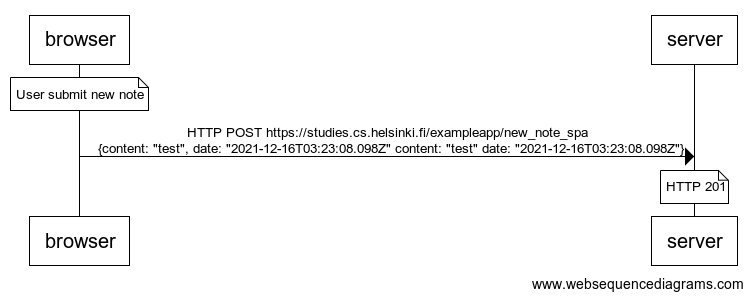 browser
server
User submit new note
HTTP POST https://studies.cs.helsinki.fi/exampleapp/new_note_spa
{content: "test", date: "2021-12-16T03:23:08.098Z" content: "test" date: "2021-12-16T03:23:08.098Z"}
HTTP 201
browser
server
www.websequencediagrams.com